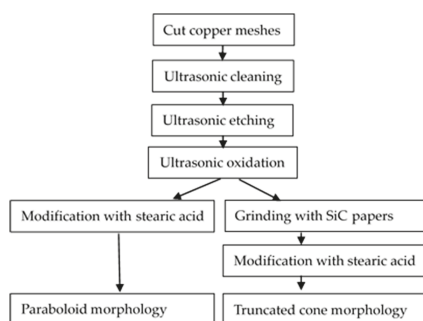 Cut copper meshes
Ultrasonic cleaning
Ultrasonic etching
Ultrasonic oxidation
Modification with stearic acid
Grinding with SiC papers
Modification with stearic acid
Paraboloid morphology
Truncated cone morphology